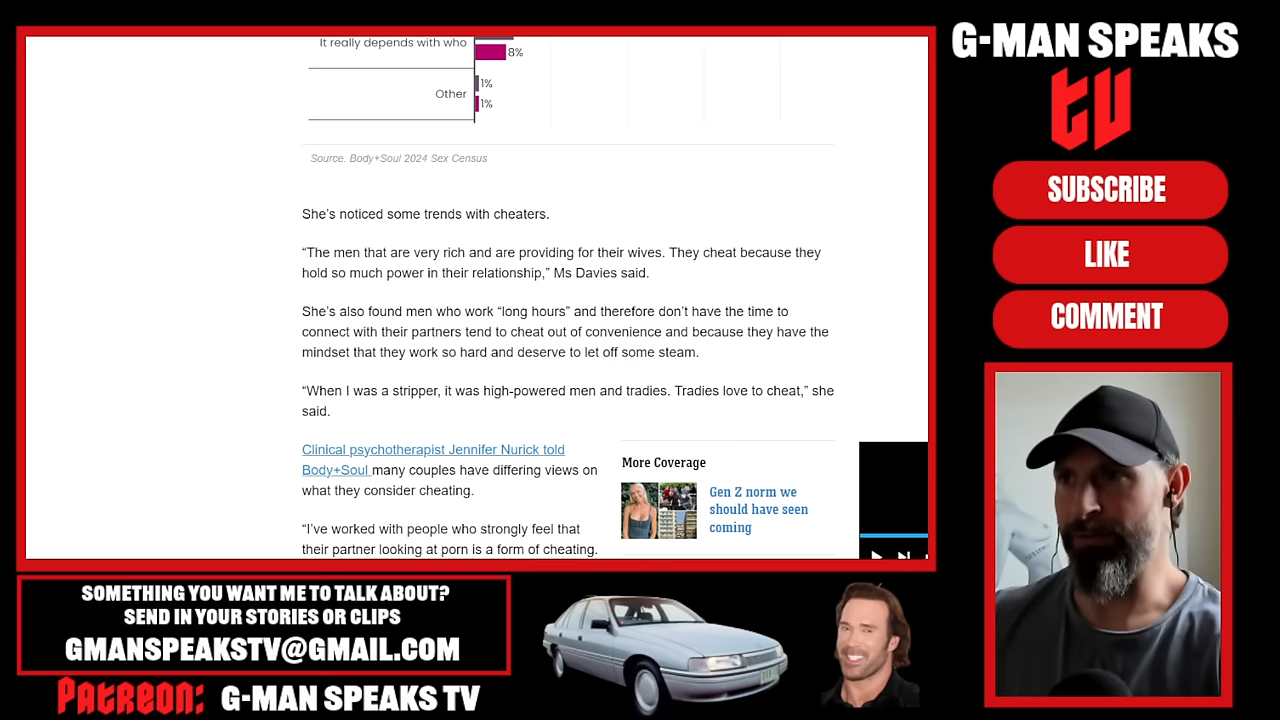 It really depends with who
8%
1%
Other
1%
Source: Body+Soul 2024 Sex Census
She’s noticed some trends with cheaters.
“The men that are very rich and are providing for their wives. They cheat because they
hold so much power in their relationship,” Ms Davies said.
She’s also found men who work “long hours” and therefore don’t have the time to
connect with their partners tend to cheat out of convenience and because they have the
mindset that they work so hard and deserve to let off some steam.
“When I was a stripper, it was high-powered men and tradies. Tradies love to cheat,” she
said.
Clinical psychotherapist Jennifer Nurick told
Body+Soul many couples have differing views on
what they consider cheating.
“I’ve worked with people who strongly feel that
their partner looking at porn is a form of cheating.
More Coverage
Gen Z norm we
should have seen
coming
G-MAN SPEAKS
tv
SUBSCRIBE
LIKE
COMMENT
SOMETHING YOU WANT ME TO TALK ABOUT?
SEND IN YOUR STORIES OR CLIPS
GMANSPEAKSTV@GMAIL.COM
PATREON: G-MAN SPEAKS TV